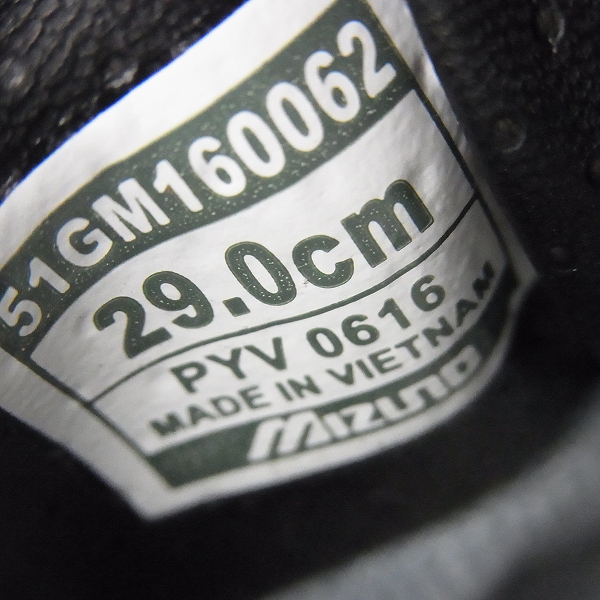 51GM160062
29.0cm
PYV 0616
MADE IN VIETNAM
MIZUNO